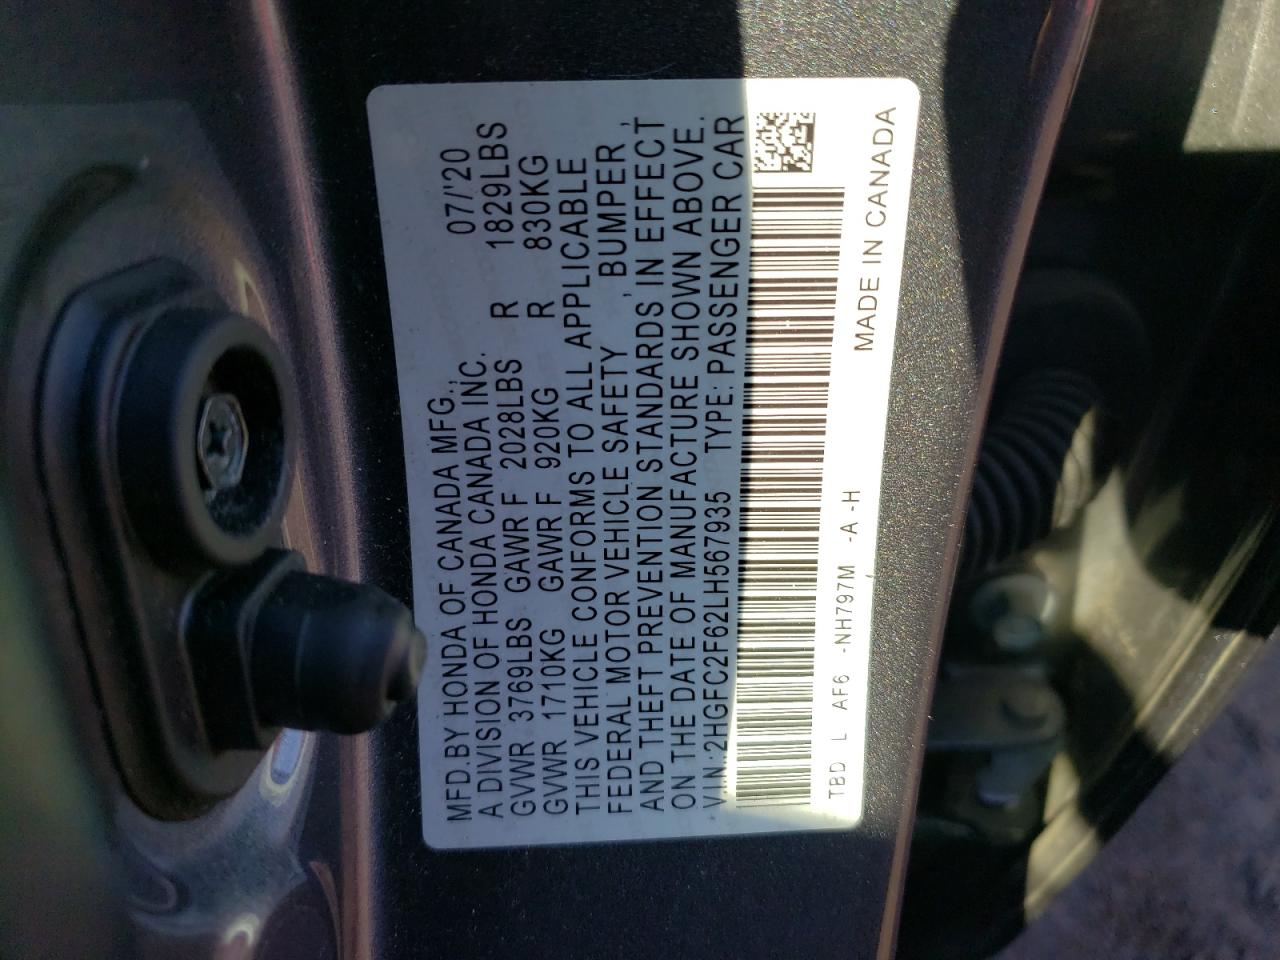 MFD.BY HONDA OF CANADA MFG., 07/'20
A DIVISION OF HONDA CANADA INC.
GVWR 3769LBS GAWR F 2028LBS R 1829LBS
GVWR 1710KG GAWR F 920KG R 830KG
THIS VEHICLE CONFORMS TO ALL APPLICABLE
FEDERAL MOTOR VEHICLE SAFETY , BUMPER ,
AND THEFT PREVENTION STANDARDS IN EFFECT
ON THE DATE OF MANUFACTURE SHOWN ABOVE.
V.I.N.:2HGFC2F62LH567935 TYPE: PASSENGER CAR
TBD L AF6 -NH797M -A -H MADE IN CANADA